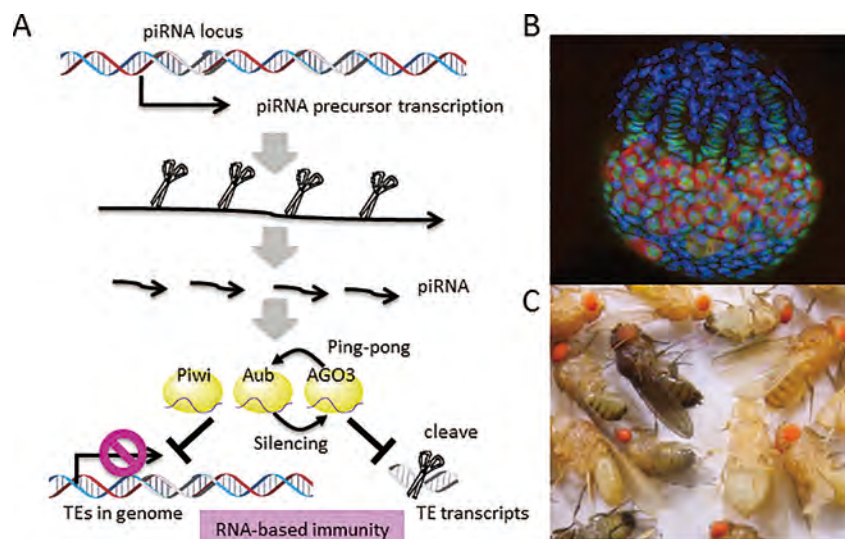 A
piRNA locus
piRNA precursor transcription
piRNA
Ping-pong
Piwi
Aub
AGO3
Silencing
cleave
TEs in genome
TE transcripts
RNA-based immunity
B
C